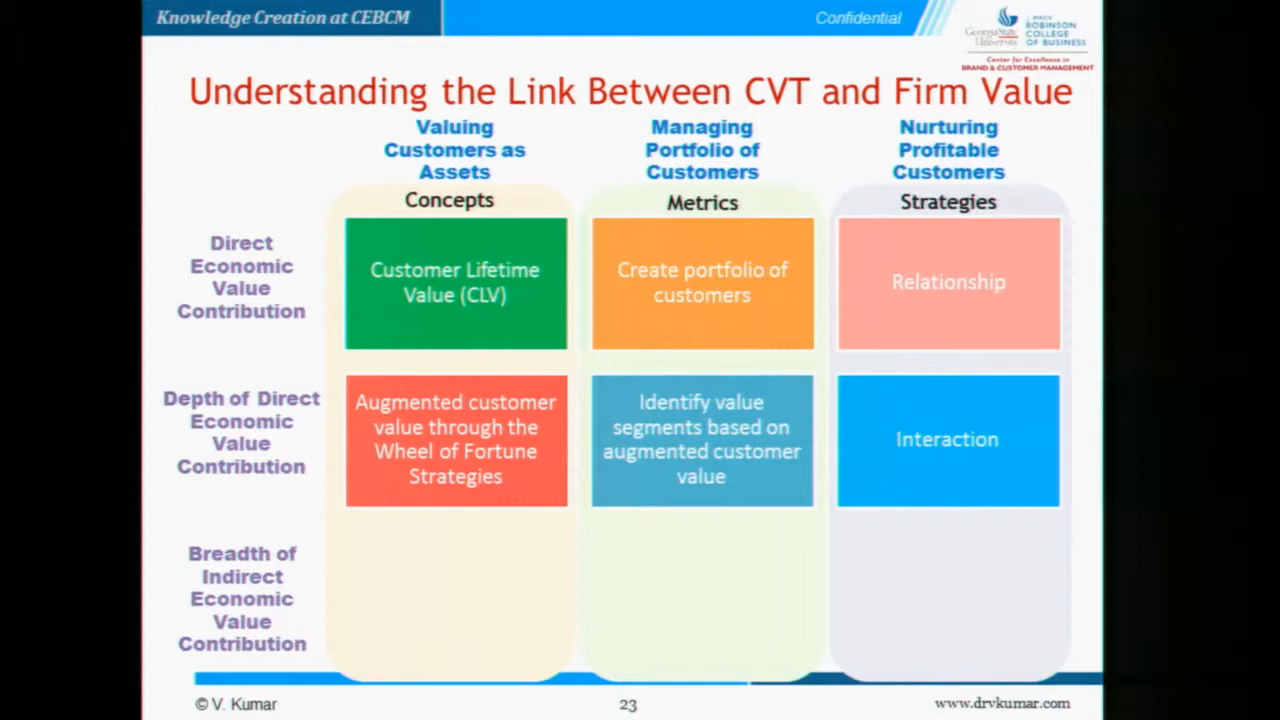 Knowledge Creation at CEBCM
Confidential
J. MACK
ROBINSON
COLLEGE
OF BUSINESS
GeorgiaState
University
Center for Excellence in
BRAND & CUSTOMER MANAGEMENT
Understanding the Link Between CVT and Firm Value
Valuing
Customers as
Assets
Managing
Portfolio of
Customers
Nurturing
Profitable
Customers
Concepts
Metrics
Strategies
Direct
Economic
Value
Contribution
Customer Lifetime
Value (CLV)
Create portfolio of
customers
Relationship
Depth of Direct
Economic
Value
Contribution
Augmented customer
value through the
Wheel of Fortune
Strategies
Identify value
segments based on
augmented customer
value
Interaction
Breadth of
Indirect
Economic
Value
Contribution
© V. Kumar
23
www.drvkumar.com